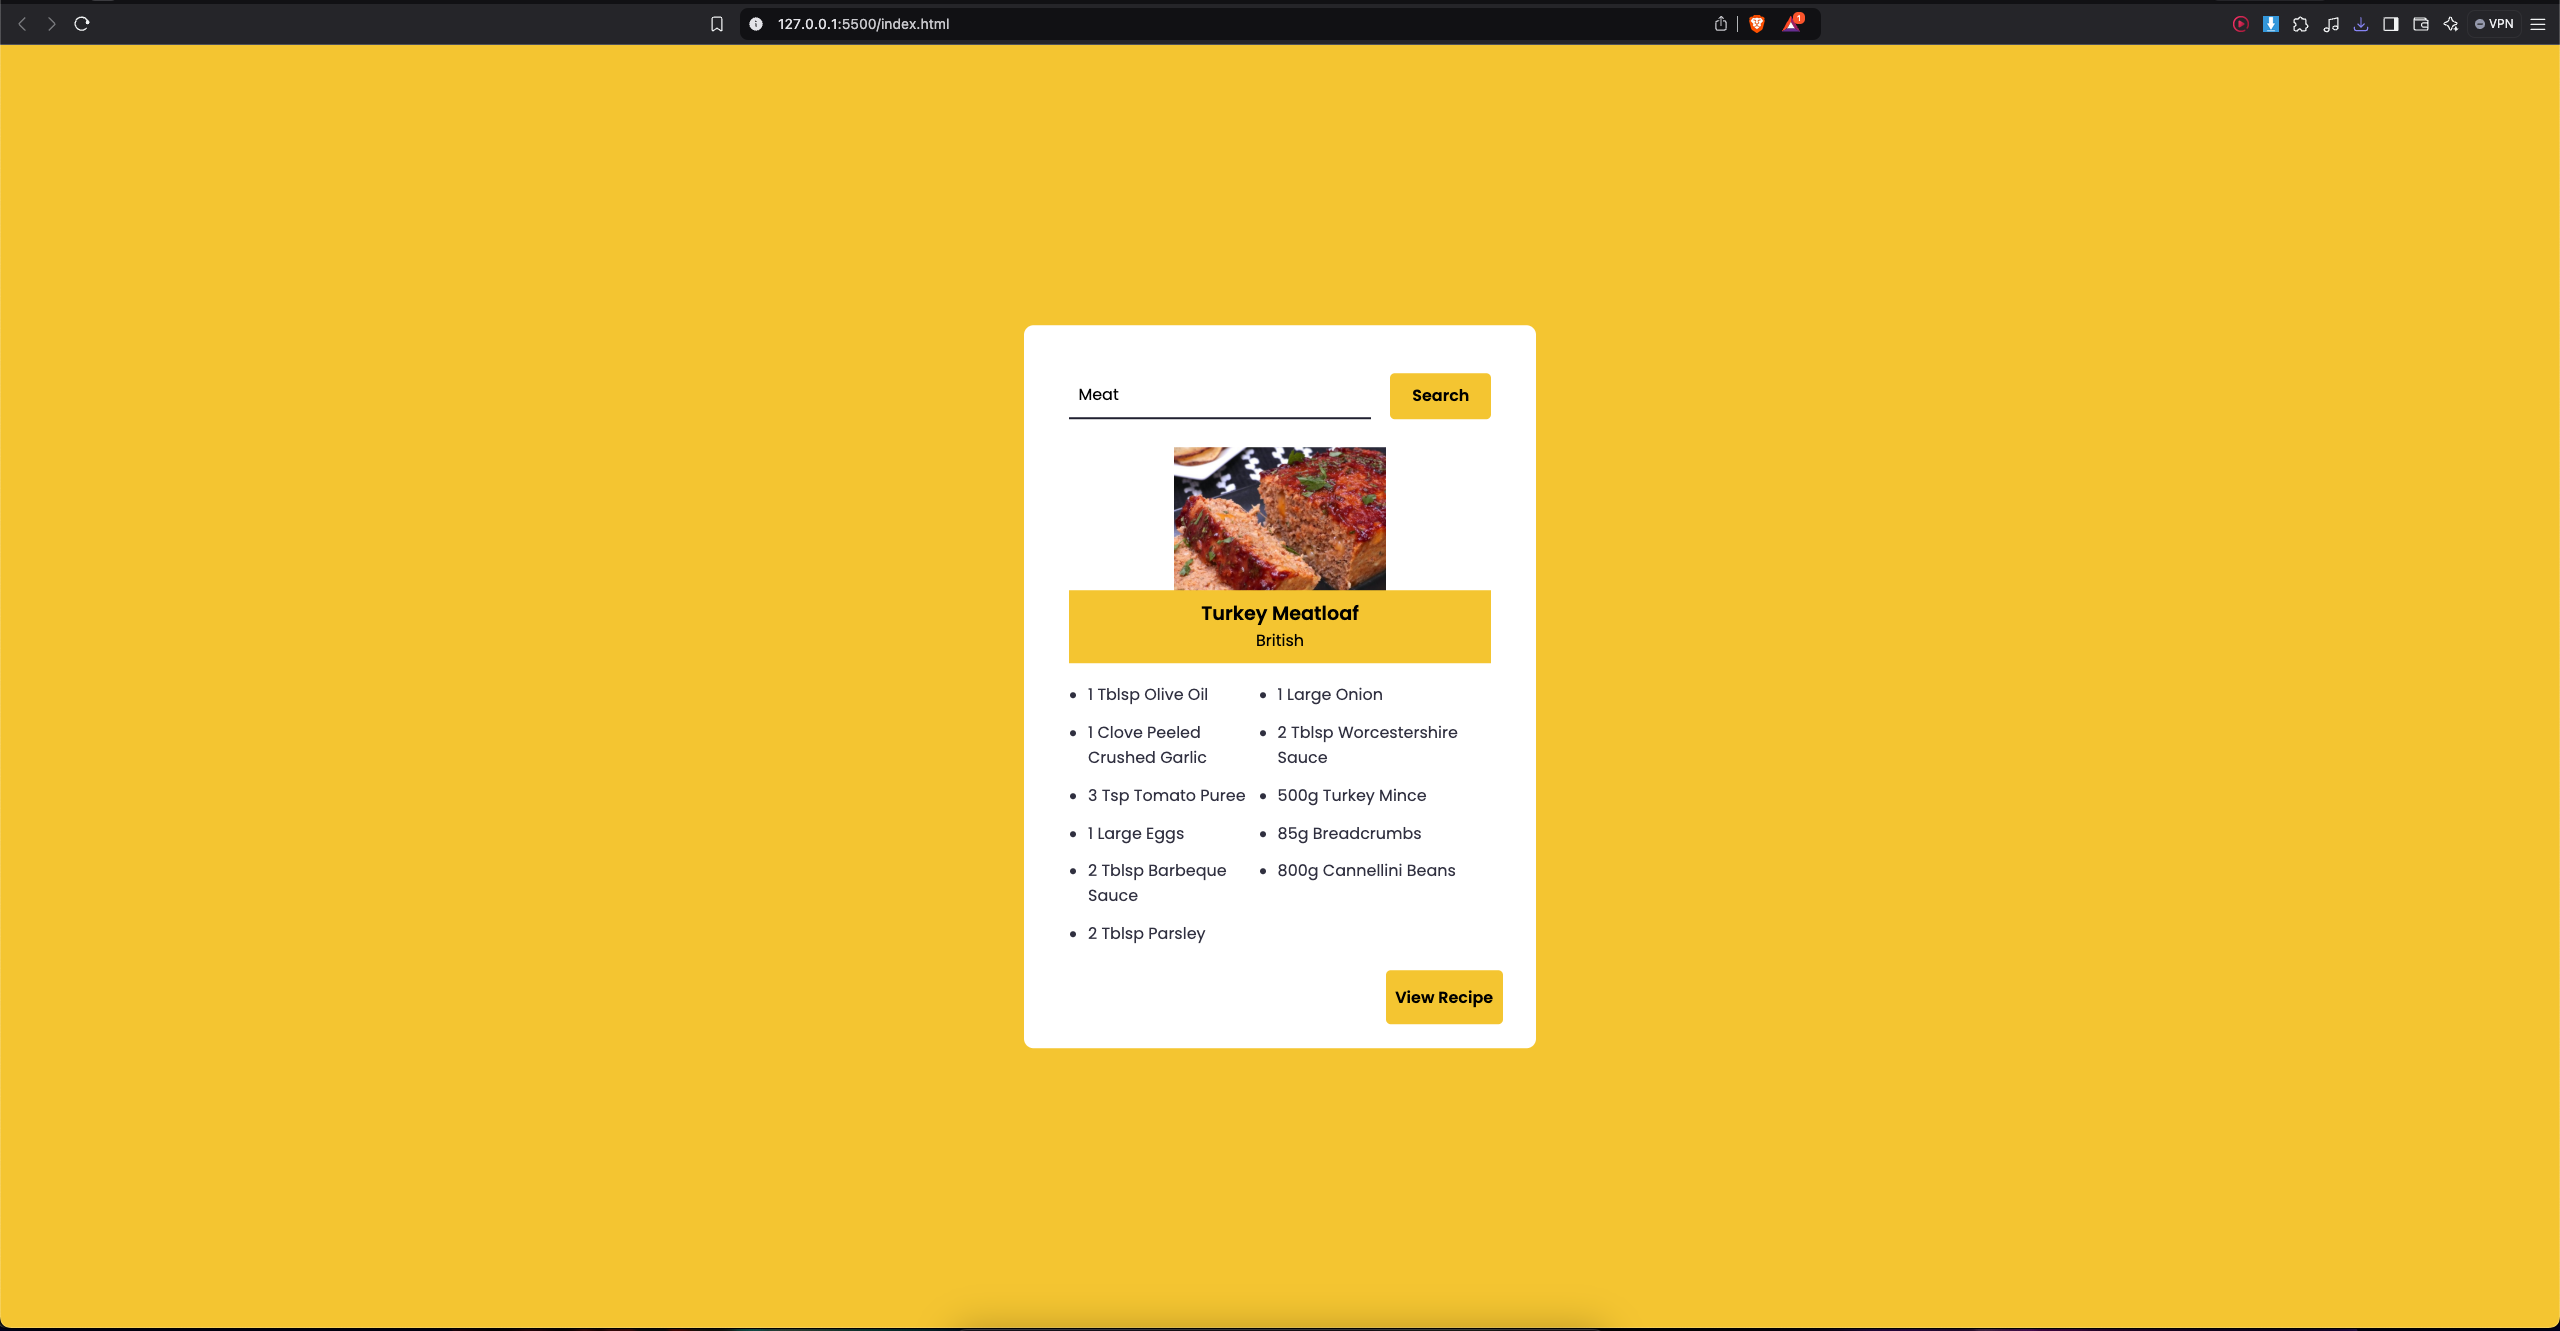 127.0.0.1:5500/index.html
1
VPN
Meat
Search
Turkey Meatloaf
British
1 Tblsp Olive Oil
1 Large Onion
1 Clove Peeled
Crushed Garlic
2 Tblsp Worcestershire
Sauce
3 Tsp Tomato Puree
500g Turkey Mince
1 Large Eggs
85g Breadcrumbs
2 Tblsp Barbeque
Sauce
800g Cannellini Beans
2 Tblsp Parsley
View Recipe